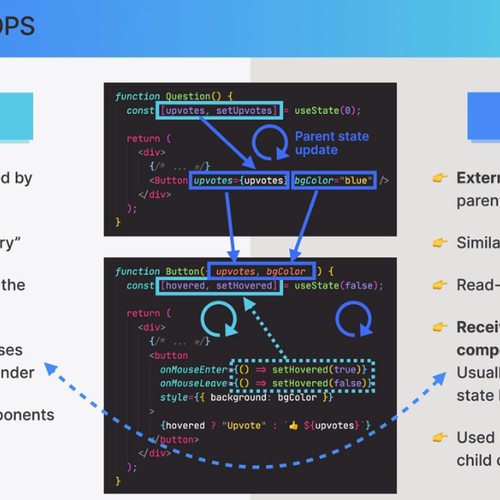 OPS
function Question() {
const [upvotes, setUpvotes] = useState(0);
return (
<div>
{/* ... */}
<Button upvotes={upvotes} bgColor="blue" />
</div>
);
}
Parent state
update
function Button({ upvotes, bgColor }) {
const [hovered, setHovered] = useState(false);
return (
<div>
{/* ... */}
<button
onMouseEnter={() => setHovered(true)}
onMouseLeave={() => setHovered(false)}
style={{ background: bgColor }}
>
{hovered ? "Upvote" : `👍 ${upvotes}`}
</button>
</div>
);
}
d by
ry”
the
ses
nder
ponents
👉 Extern
parent
👉 Simila
👉 Read-
👉 Receiv
compo
Usuall
state
👉 Used
child c